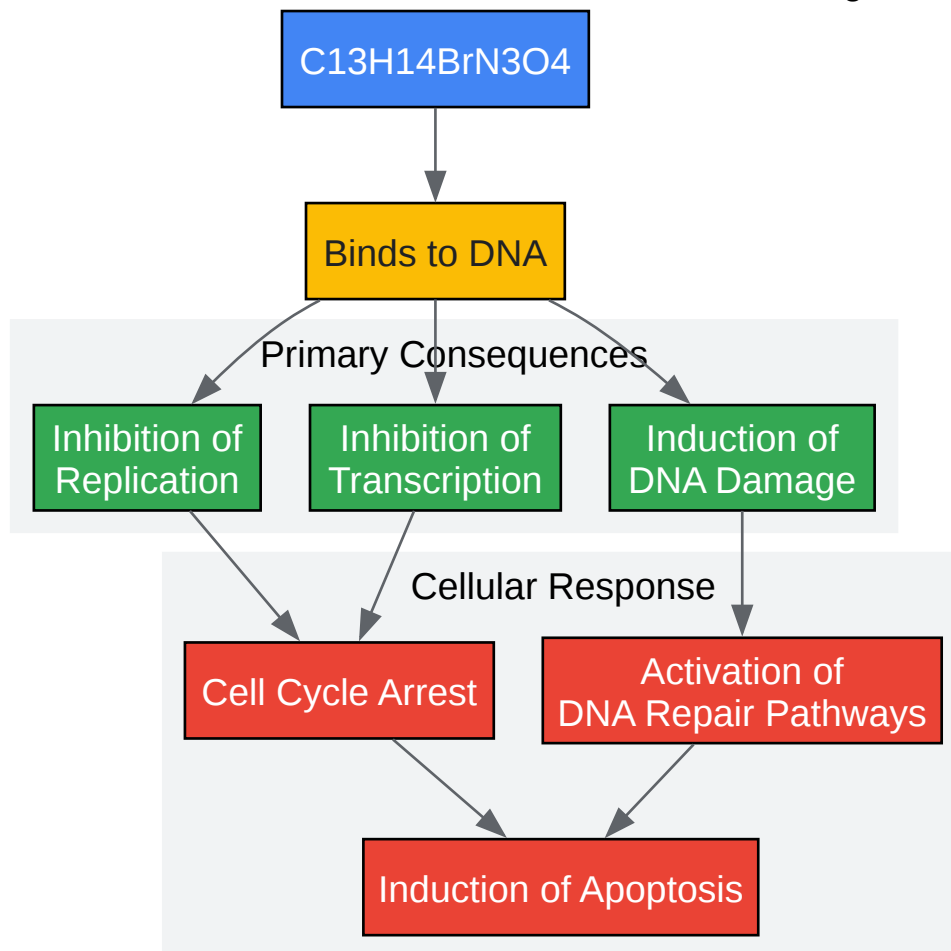 C13H14BrN3O4
Binds to DNA
Primary Consequences
Inhibition of
Replication
Inhibition of
Transcription
Induction of
DNA Damage
Cellular Response
Cell Cycle Arrest
Activation of
DNA Repair Pathways
Induction of Apoptosis